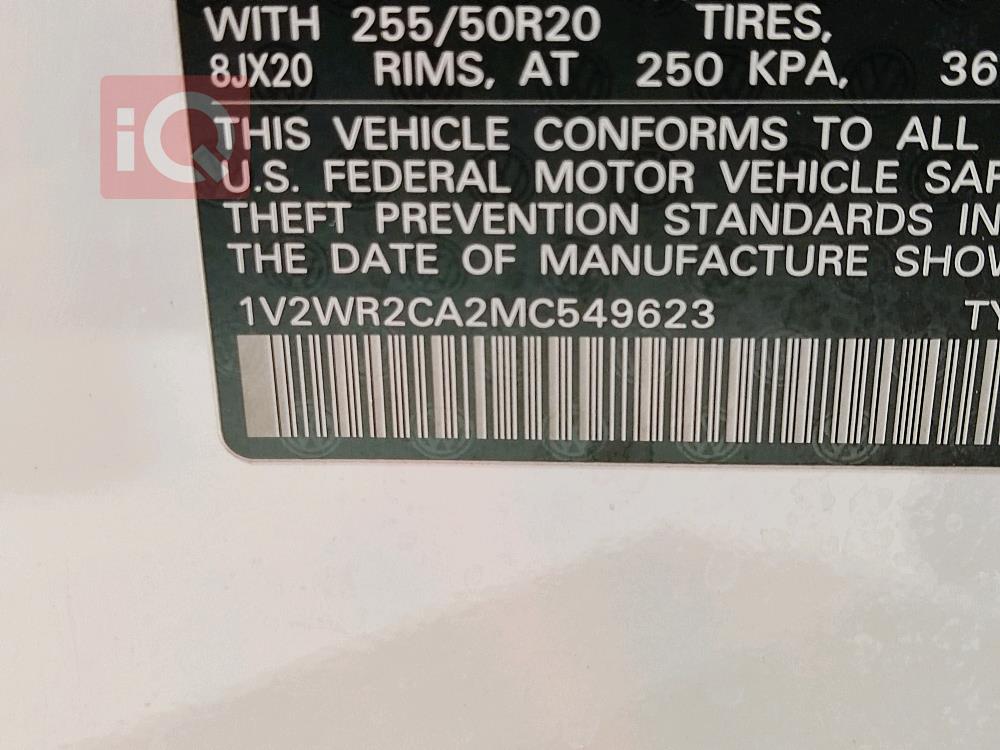 WITH 255/50R20 TIRES,
8JX20 RIMS, AT 250 KPA, 36
iQ
THIS VEHICLE CONFORMS TO ALL
U.S. FEDERAL MOTOR VEHICLE SAF
THEFT PREVENTION STANDARDS IN
THE DATE OF MANUFACTURE SHOW
1V2WR2CA2MC549623 TY